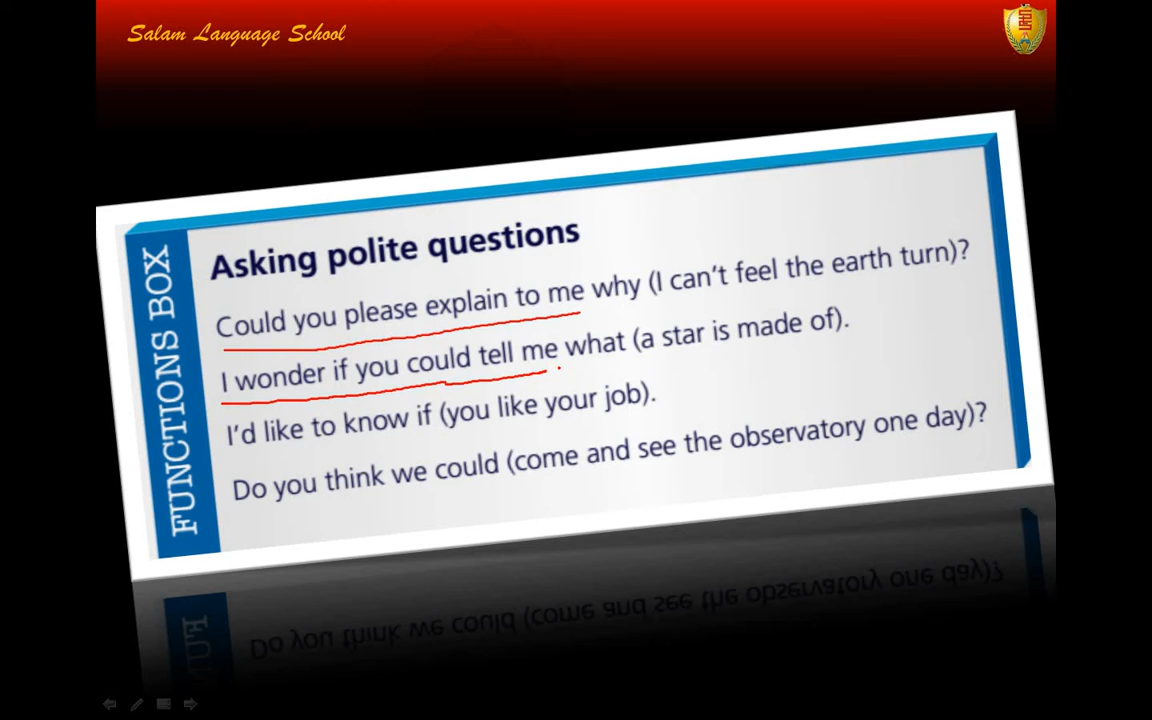 Salam Language School
FUNCTIONS BOX
Asking polite questions
Could you please explain to me why (I can't feel the earth turn)?
I wonder if you could tell me what (a star is made of).
I'd like to know if (you like your job).
Do you think we could (come and see the observatory one day)?